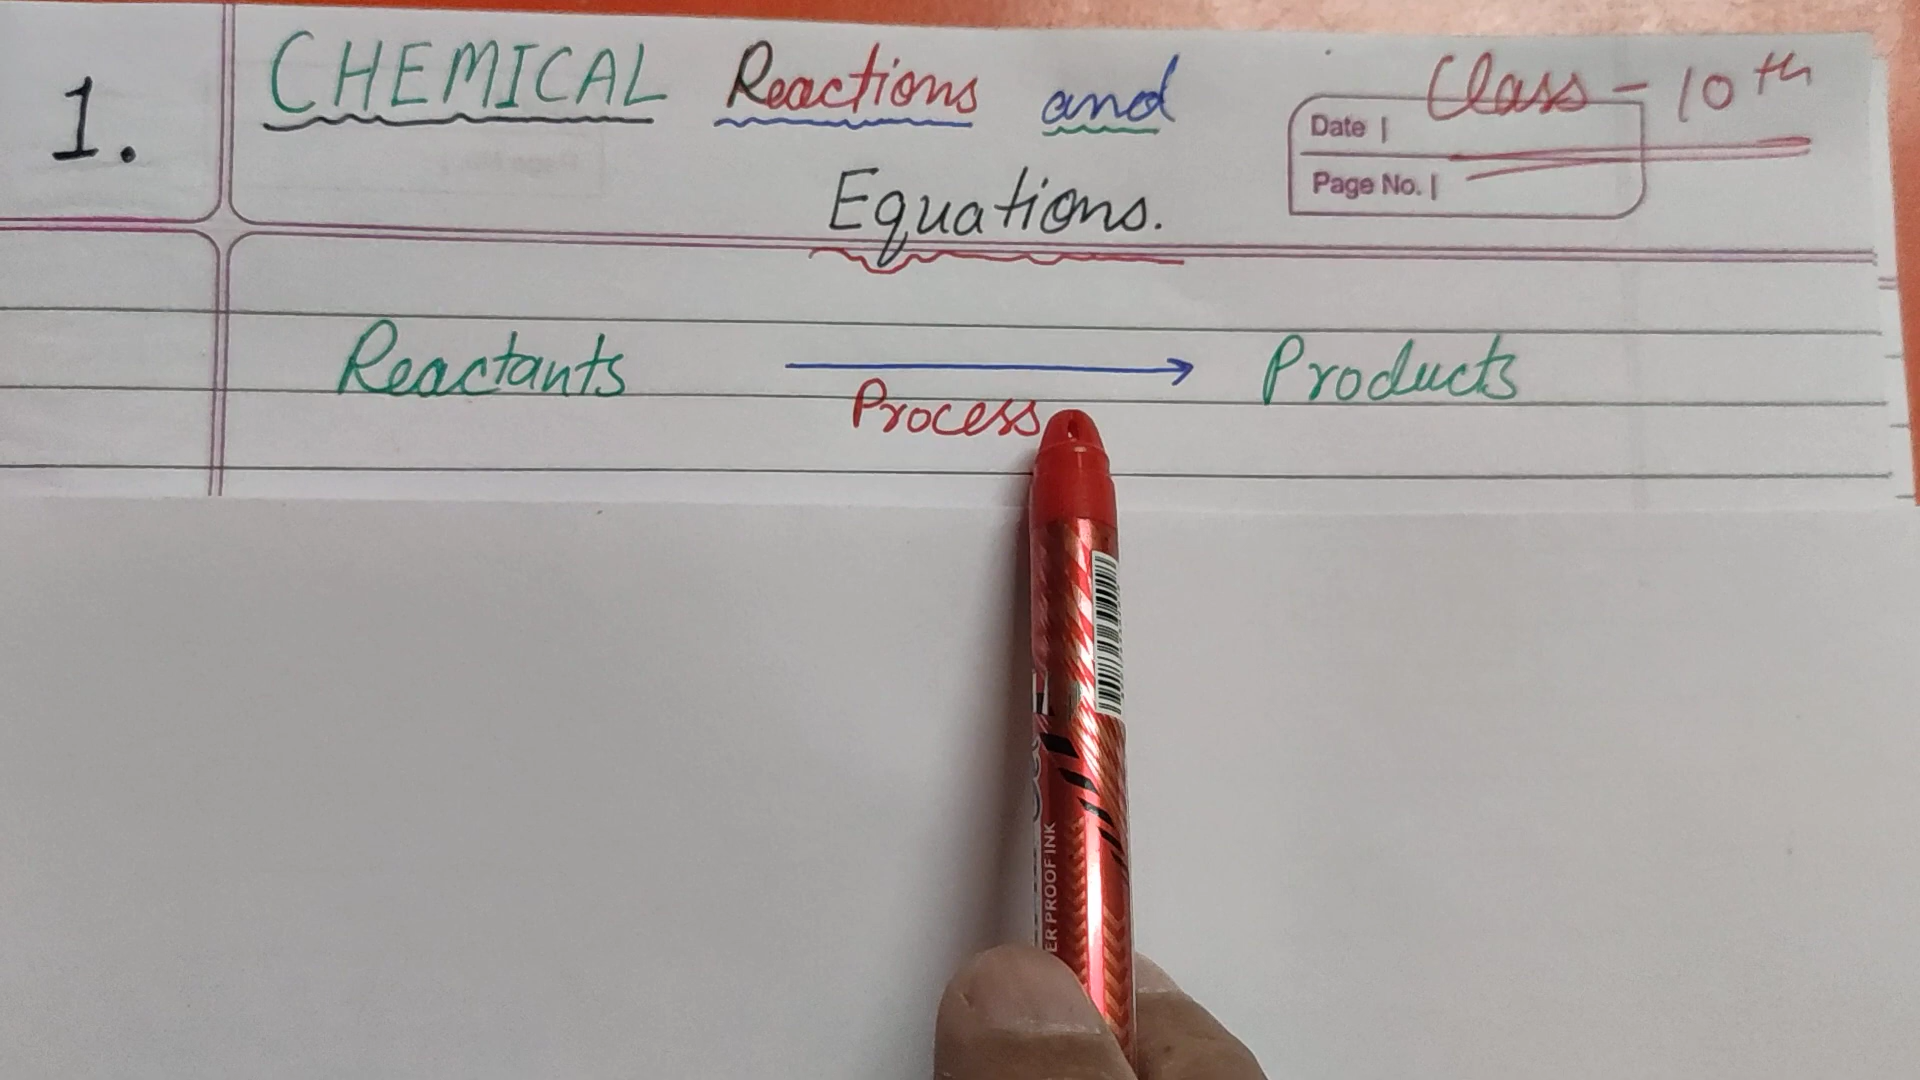 1. CHEMICAL Reactions and
Equations.
Class - 10th
Date |
Page No. |
Reactants → Products
Process
ER PROOF INK